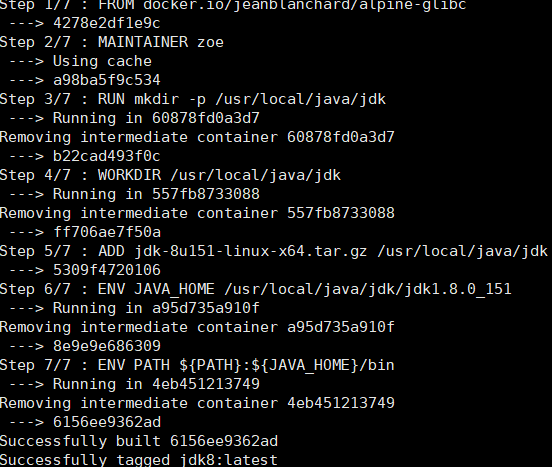 Step 1/7 : FROM docker.io/jeanblanchard/alpine-glibc
 ---> 4278e2df1e9c
Step 2/7 : MAINTAINER zoe
 ---> Using cache
 ---> a98ba5f9c534
Step 3/7 : RUN mkdir -p /usr/local/java/jdk
 ---> Running in 60878fd0a3d7
Removing intermediate container 60878fd0a3d7
 ---> b22cad493f0c
Step 4/7 : WORKDIR /usr/local/java/jdk
 ---> Running in 557fb8733088
Removing intermediate container 557fb8733088
 ---> ff706ae7f50a
Step 5/7 : ADD jdk-8u151-linux-x64.tar.gz /usr/local/java/jdk
 ---> 5309f4720106
Step 6/7 : ENV JAVA_HOME /usr/local/java/jdk/jdk1.8.0_151
 ---> Running in a95d735a910f
Removing intermediate container a95d735a910f
 ---> 8e9e9e686309
Step 7/7 : ENV PATH ${PATH}:${JAVA_HOME}/bin
 ---> Running in 4eb451213749
Removing intermediate container 4eb451213749
 ---> 6156ee9362ad
Successfully built 6156ee9362ad
Successfully tagged jdk8:latest